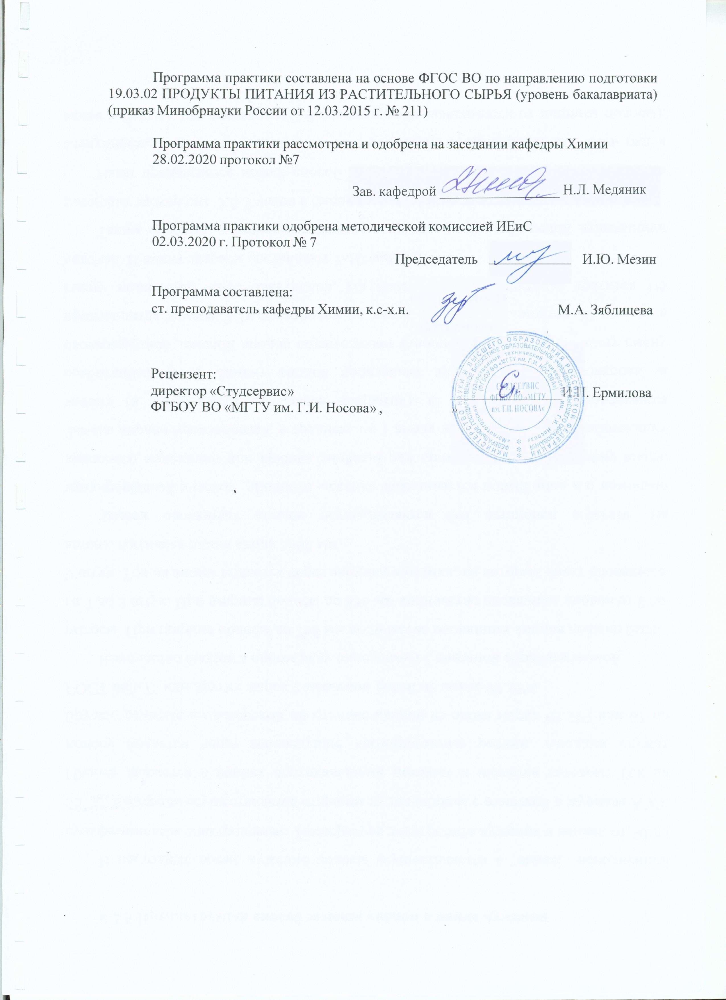 Программа практики составлена на основе ФГОС ВО по направлению подготовки
19.03.02 ПРОДУКТЫ ПИТАНИЯ ИЗ РАСТИТЕЛЬНОГО СЫРЬЯ (уровень бакалавриата)
(приказ Минобрнауки России от 12.03.2015 г. № 211)
Программа практики рассмотрена и одобрена на заседании кафедры Химии
28.02.2020 протокол №7
Зав. кафедрой Н.Л. Медяник
Программа практики одобрена методической комиссией ИЕиС
02.03.2020 г. Протокол № 7
Председатель И.Ю. Мезин
Программа составлена:
ст. преподаватель кафедры Химии, к.с-х.н. М.А. Зяблицева
Рецензент:
директор «Студсервис» И.П. Ермилова
ФГБОУ ВО «МГТУ им. Г.И. Носова» , »
МИНИСТЕРСТВО НАУКИ И ВЫСШЕГО ОБРАЗОВАНИЯ РОССИЙСКОЙ ФЕДЕРАЦИИ
ФЕДЕРАЛЬНОЕ ГОСУДАРСТВЕННОЕ БЮДЖЕТНОЕ ОБРАЗОВАТЕЛЬНОЕ УЧРЕЖДЕНИЕ ВЫСШЕГО ОБРАЗОВАНИЯ
«Магнитогорский государственный технический университет им. Г.И. Носова»
(ФГБОУ ВО «МГТУ им. Г.И. НОСОВА»)
СТУДСЕРВИС
ФГБОУ ВО «МГТУ
им. Г.И. НОСОВА»